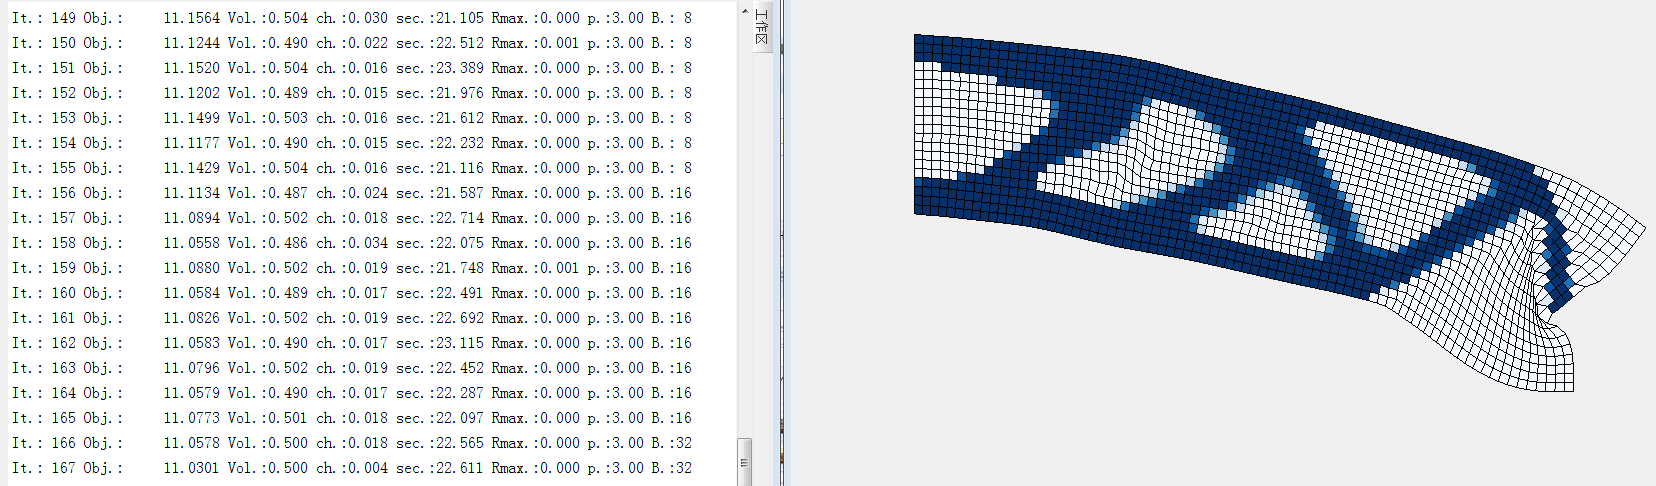 It.: 149 Obj.: 11.1564 Vol.:0.504 ch.:0.030 sec.:21.105 Rmax.:0.000 p.:3.00 B.: 8
It.: 150 Obj.: 11.1244 Vol.:0.490 ch.:0.022 sec.:22.512 Rmax.:0.001 p.:3.00 B.: 8
It.: 151 Obj.: 11.1520 Vol.:0.504 ch.:0.016 sec.:23.389 Rmax.:0.000 p.:3.00 B.: 8
It.: 152 Obj.: 11.1202 Vol.:0.489 ch.:0.015 sec.:21.976 Rmax.:0.000 p.:3.00 B.: 8
It.: 153 Obj.: 11.1499 Vol.:0.503 ch.:0.016 sec.:21.612 Rmax.:0.000 p.:3.00 B.: 8
It.: 154 Obj.: 11.1177 Vol.:0.490 ch.:0.015 sec.:22.232 Rmax.:0.000 p.:3.00 B.: 8
It.: 155 Obj.: 11.1429 Vol.:0.504 ch.:0.016 sec.:21.116 Rmax.:0.000 p.:3.00 B.: 8
It.: 156 Obj.: 11.1134 Vol.:0.487 ch.:0.024 sec.:21.587 Rmax.:0.000 p.:3.00 B.:16
It.: 157 Obj.: 11.0894 Vol.:0.502 ch.:0.018 sec.:22.714 Rmax.:0.000 p.:3.00 B.:16
It.: 158 Obj.: 11.0558 Vol.:0.486 ch.:0.034 sec.:22.075 Rmax.:0.000 p.:3.00 B.:16
It.: 159 Obj.: 11.0880 Vol.:0.502 ch.:0.019 sec.:21.748 Rmax.:0.001 p.:3.00 B.:16
It.: 160 Obj.: 11.0584 Vol.:0.489 ch.:0.017 sec.:22.491 Rmax.:0.000 p.:3.00 B.:16
It.: 161 Obj.: 11.0826 Vol.:0.502 ch.:0.019 sec.:22.692 Rmax.:0.000 p.:3.00 B.:16
It.: 162 Obj.: 11.0583 Vol.:0.490 ch.:0.017 sec.:23.115 Rmax.:0.000 p.:3.00 B.:16
It.: 163 Obj.: 11.0796 Vol.:0.502 ch.:0.019 sec.:22.452 Rmax.:0.000 p.:3.00 B.:16
It.: 164 Obj.: 11.0579 Vol.:0.490 ch.:0.017 sec.:22.287 Rmax.:0.000 p.:3.00 B.:16
It.: 165 Obj.: 11.0773 Vol.:0.501 ch.:0.018 sec.:22.097 Rmax.:0.000 p.:3.00 B.:16
It.: 166 Obj.: 11.0578 Vol.:0.500 ch.:0.018 sec.:22.565 Rmax.:0.000 p.:3.00 B.:32
It.: 167 Obj.: 11.0301 Vol.:0.500 ch.:0.004 sec.:22.611 Rmax.:0.000 p.:3.00 B.:32
工作区